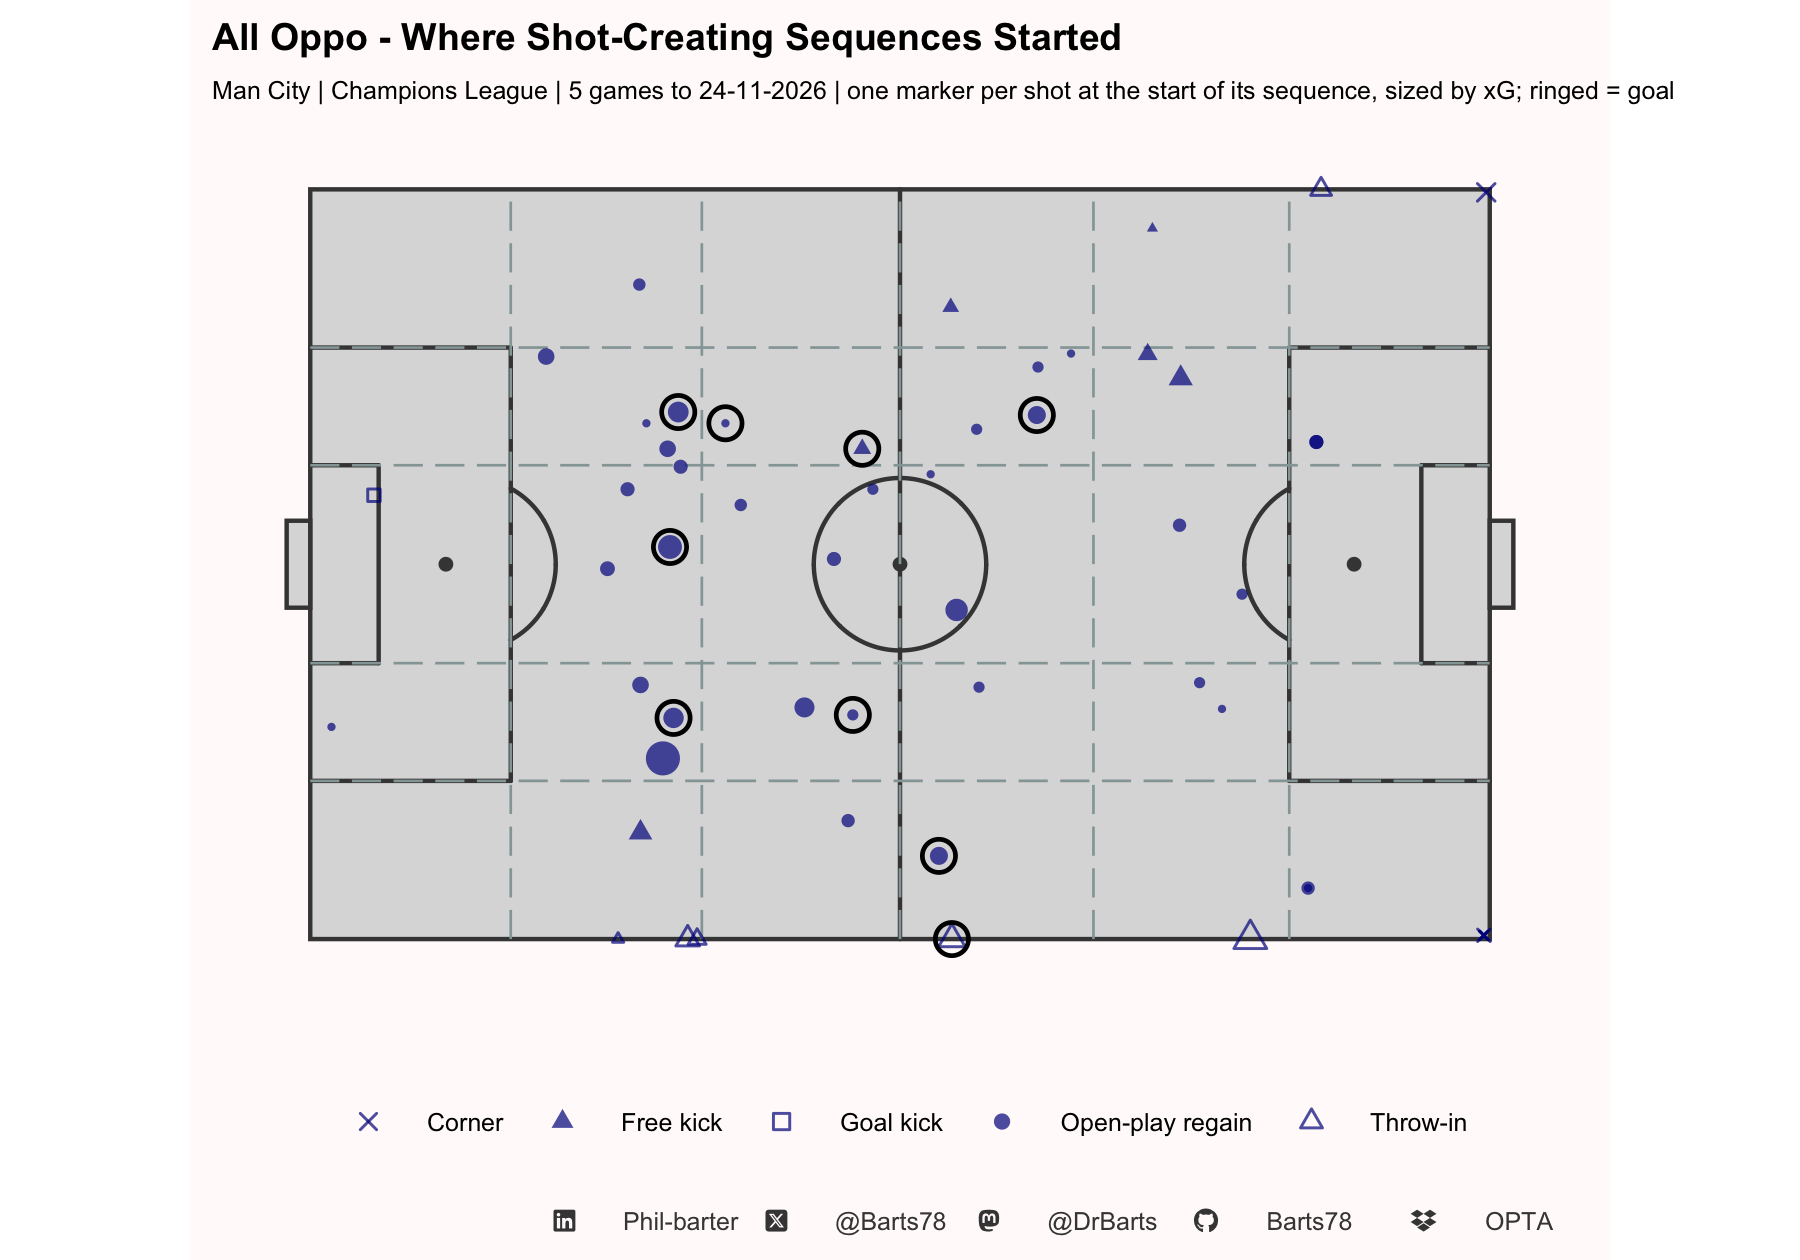 All Oppo - Where Shot-Creating Sequences Started
Man City | Champions League | 5 games to 24-11-2026 | one marker per shot at the start of its sequence, sized by xG; ringed = goal
Corner Free kick Goal kick Open-play regain Throw-in
Phil-barter @Barts78 @DrBarts Barts78 OPTA